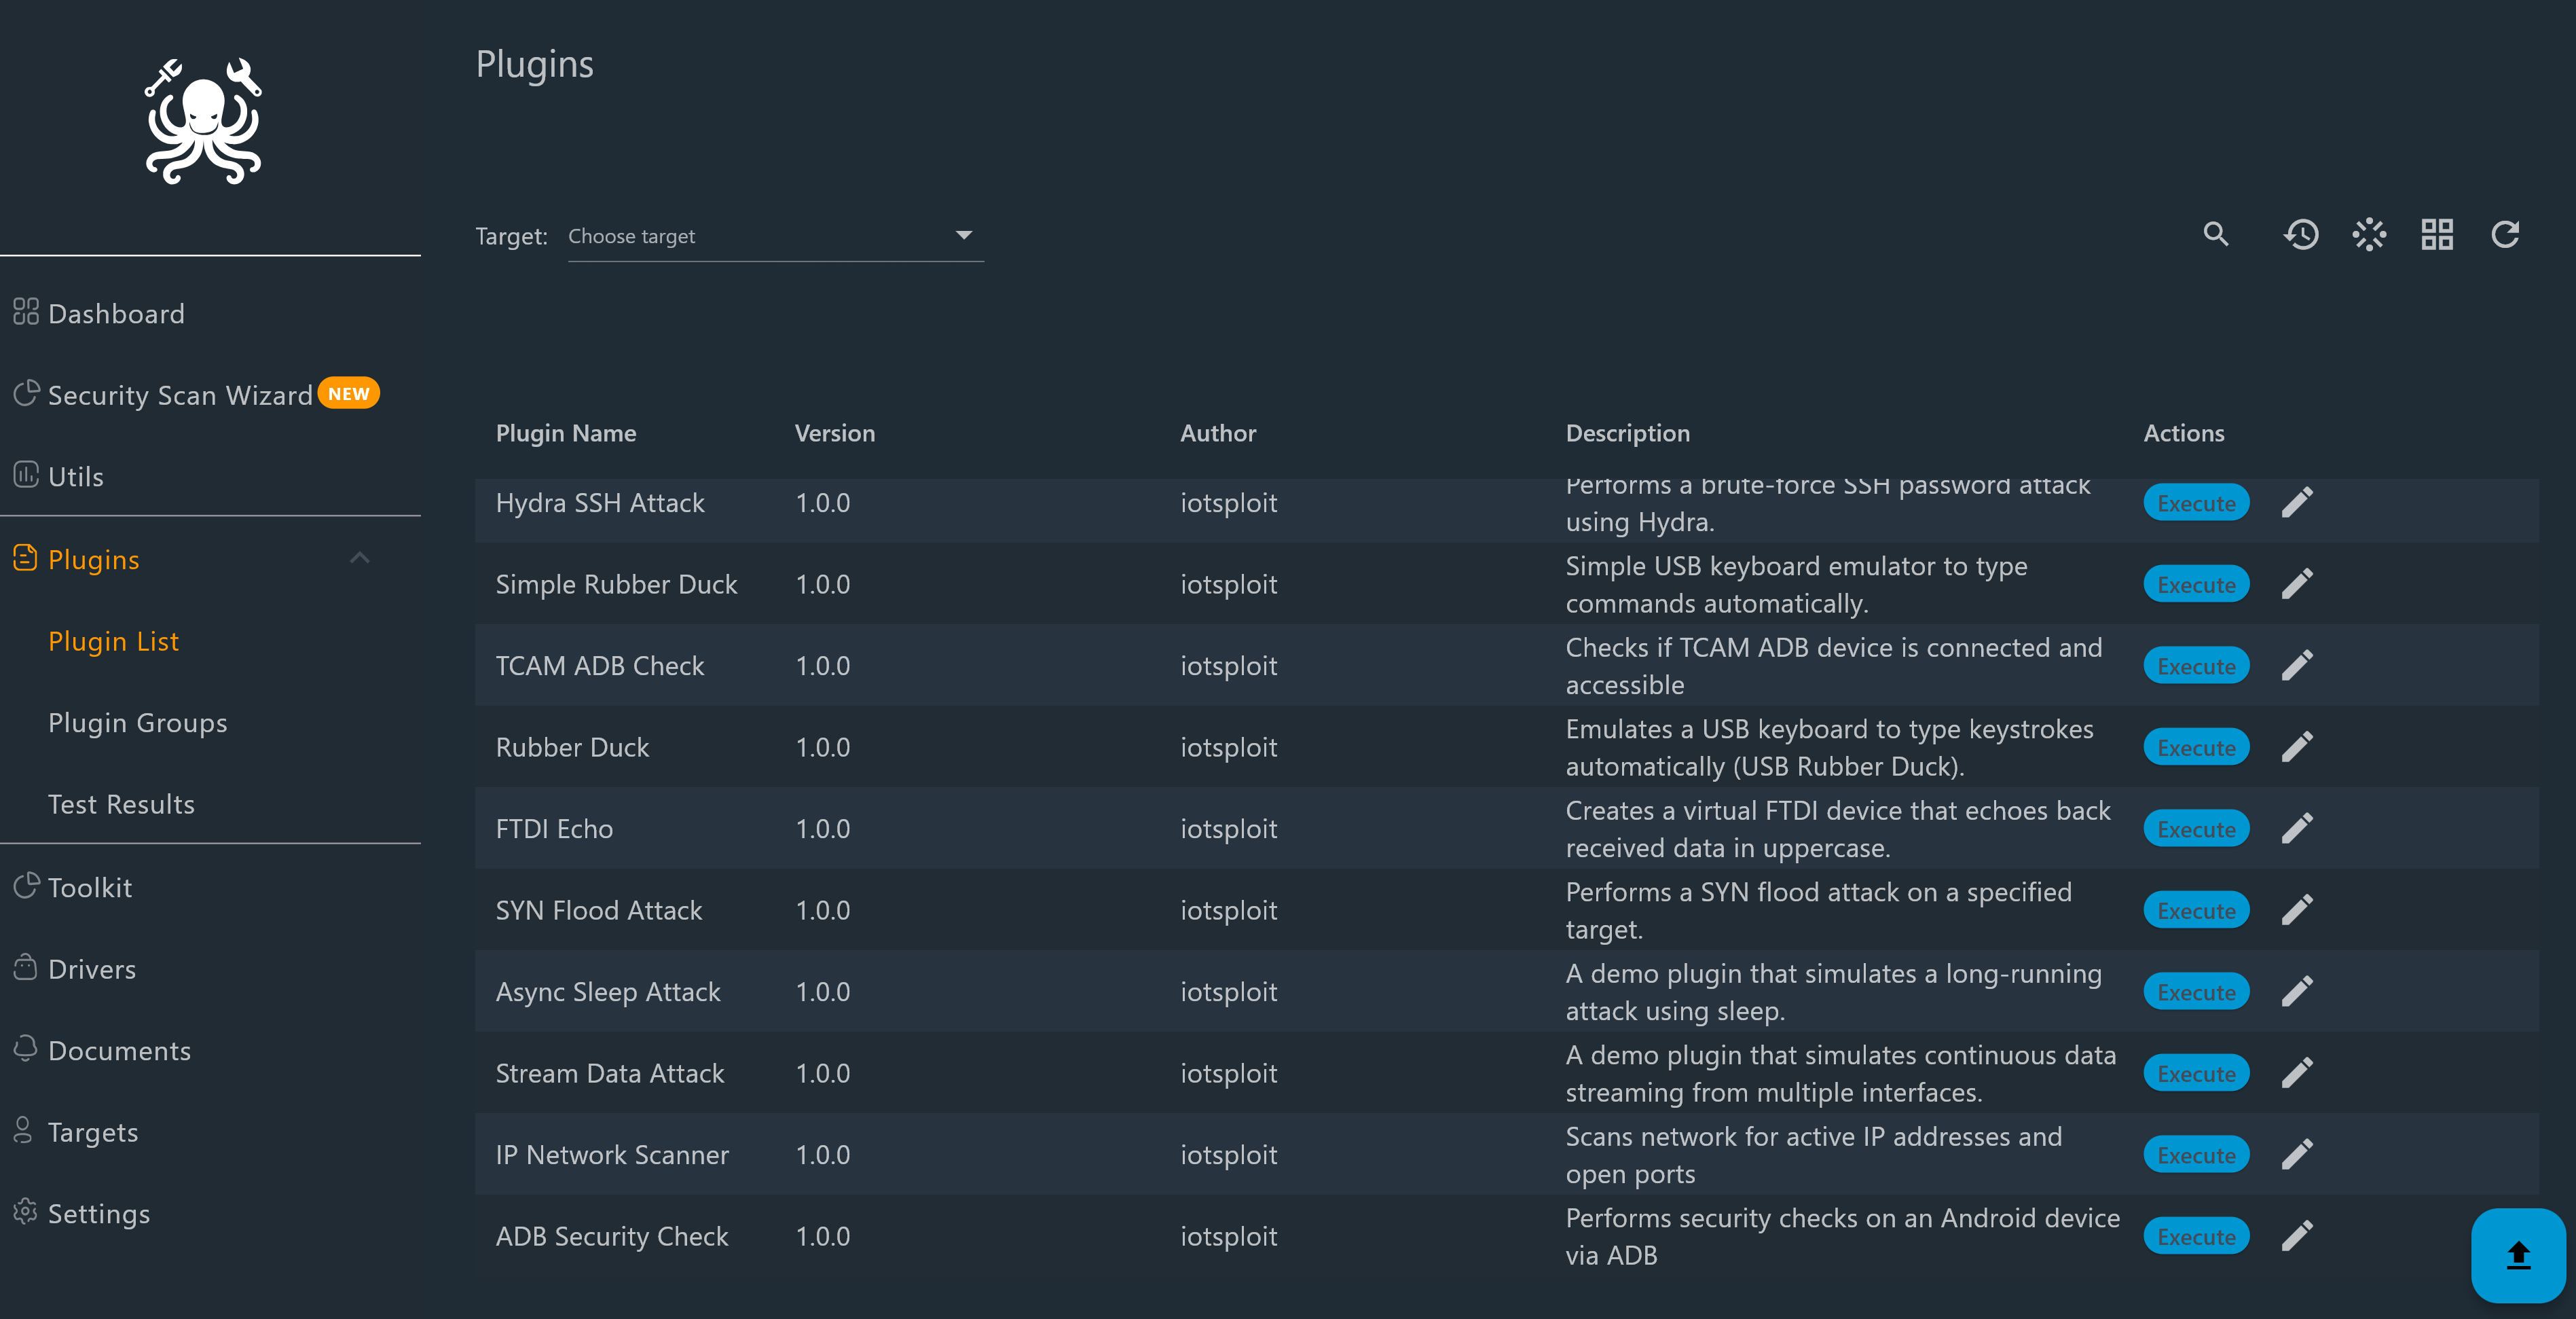 Plugins
Target: Choose target
Dashboard
Security Scan Wizard NEW
Utils
Plugins
Plugin List
Plugin Groups
Test Results
Toolkit
Drivers
Documents
Targets
Settings
Plugin Name Version Author Description Actions
Hydra SSH Attack 1.0.0 iotsploit Performs a brute-force SSH password attack
using Hydra. Execute
Simple Rubber Duck 1.0.0 iotsploit Simple USB keyboard emulator to type
commands automatically. Execute
TCAM ADB Check 1.0.0 iotsploit Checks if TCAM ADB device is connected and
accessible Execute
Rubber Duck 1.0.0 iotsploit Emulates a USB keyboard to type keystrokes
automatically (USB Rubber Duck). Execute
FTDI Echo 1.0.0 iotsploit Creates a virtual FTDI device that echoes back
received data in uppercase. Execute
SYN Flood Attack 1.0.0 iotsploit Performs a SYN flood attack on a specified
target. Execute
Async Sleep Attack 1.0.0 iotsploit A demo plugin that simulates a long-running
attack using sleep. Execute
Stream Data Attack 1.0.0 iotsploit A demo plugin that simulates continuous data
streaming from multiple interfaces. Execute
IP Network Scanner 1.0.0 iotsploit Scans network for active IP addresses and
open ports Execute
ADB Security Check 1.0.0 iotsploit Performs security checks on an Android device
via ADB Execute